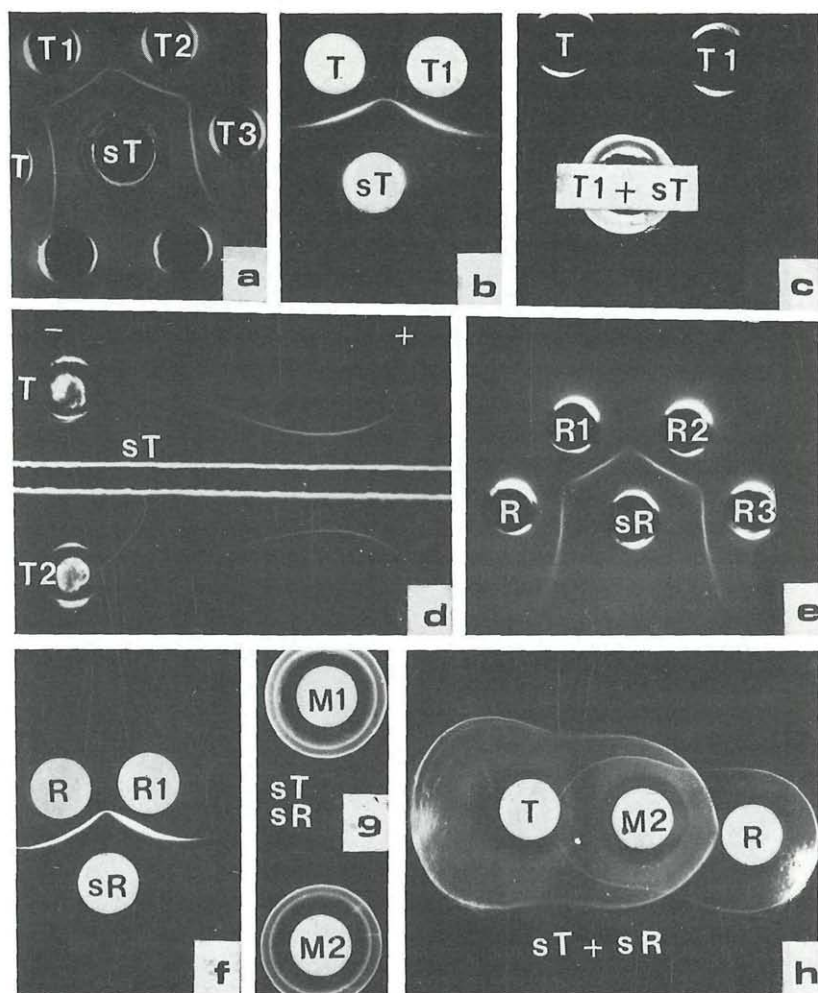 T1 T2
T sT T3
a
T T1
sT
b
T T1
T1 + sT
c
− +
T
sT
T2
d
R1 R2
R sR R3
e
R R1
sR
f
M1
sT
sR
g
M2
T M2 R
sT + sR
h